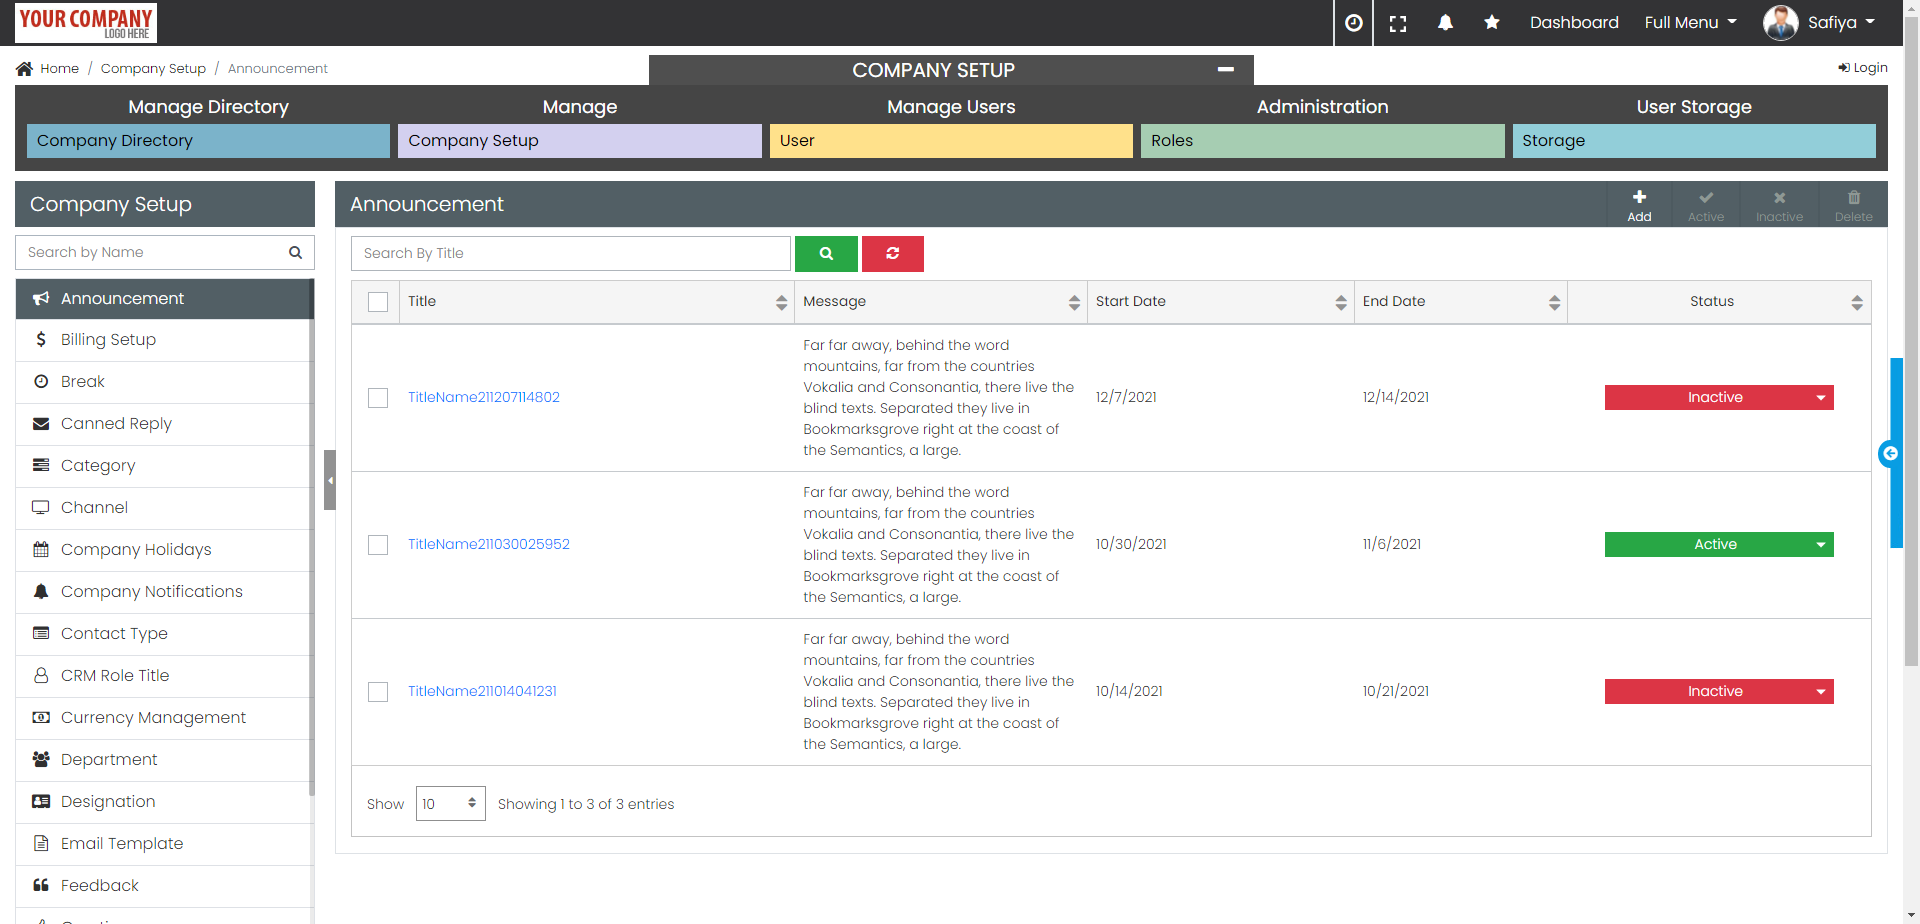 YOUR COMPANY
LOGO HERE
Dashboard
Full Menu
Safiya
Home / Company Setup / Announcement
COMPANY SETUP
Login
Manage Directory
Manage
Manage Users
Administration
User Storage
Company Directory
Company Setup
User
Roles
Storage
Company Setup
Search by Name
Announcement
Billing Setup
Break
Canned Reply
Category
Channel
Company Holidays
Company Notifications
Contact Type
CRM Role Title
Currency Management
Department
Designation
Email Template
Feedback
Announcement
Add
Active
Inactive
Delete
Search By Title
Title
Message
Start Date
End Date
Status
TitleName211207114802
Far far away, behind the word
mountains, far from the countries
Vokalia and Consonantia, there live the
blind texts. Separated they live in
Bookmarksgrove right at the coast of
the Semantics, a large.
12/7/2021
12/14/2021
Inactive
TitleName211030025952
Far far away, behind the word
mountains, far from the countries
Vokalia and Consonantia, there live the
blind texts. Separated they live in
Bookmarksgrove right at the coast of
the Semantics, a large.
10/30/2021
11/6/2021
Active
TitleName211014041231
Far far away, behind the word
mountains, far from the countries
Vokalia and Consonantia, there live the
blind texts. Separated they live in
Bookmarksgrove right at the coast of
the Semantics, a large.
10/14/2021
10/21/2021
Inactive
Show 10 Showing 1 to 3 of 3 entries